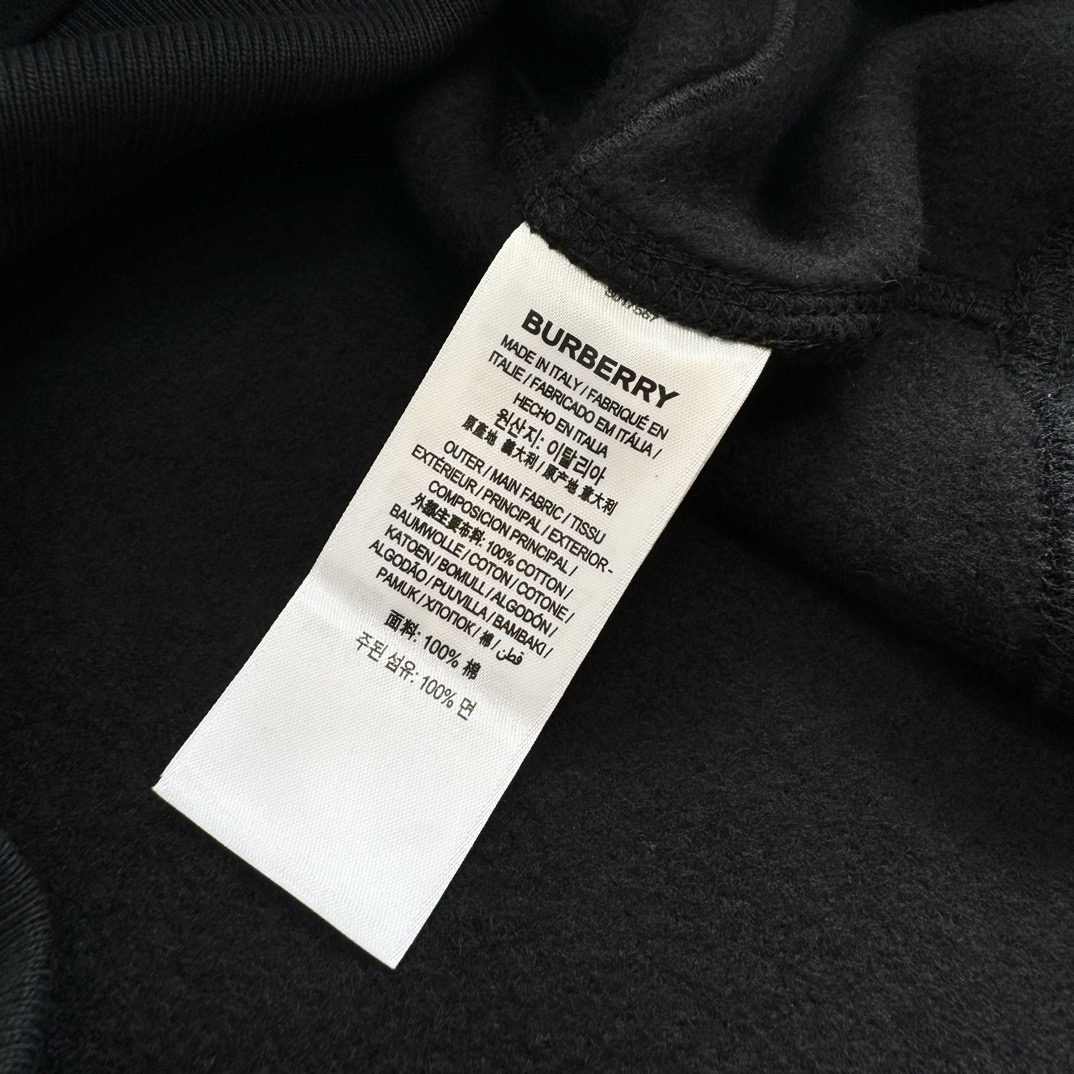 BURBERRY
MADE IN ITALY / FABRIQUÉ EN
ITALIE / FABRICADO EM ITÁLIA /
HECHO EN ITALIA
원산지: 이탈리아
原產地 義大利 / 原产地 意大利
OUTER / MAIN FABRIC / TISSU
EXTÉRIEUR / PRINCIPAL / EXTERIOR -
COMPOSICION PRINCIPAL /
外層主要布料: 100% COTTON /
BAUMWOLLE / COTON / COTONE /
KATOEN / BOMULL / ALGODÓN /
ALGODÃO / PUUVILLA / BAMBAKI /
PAMUK / ХЛОПОК / 棉 / قطن
面料: 100% 棉
주된 섬유: 100% 면